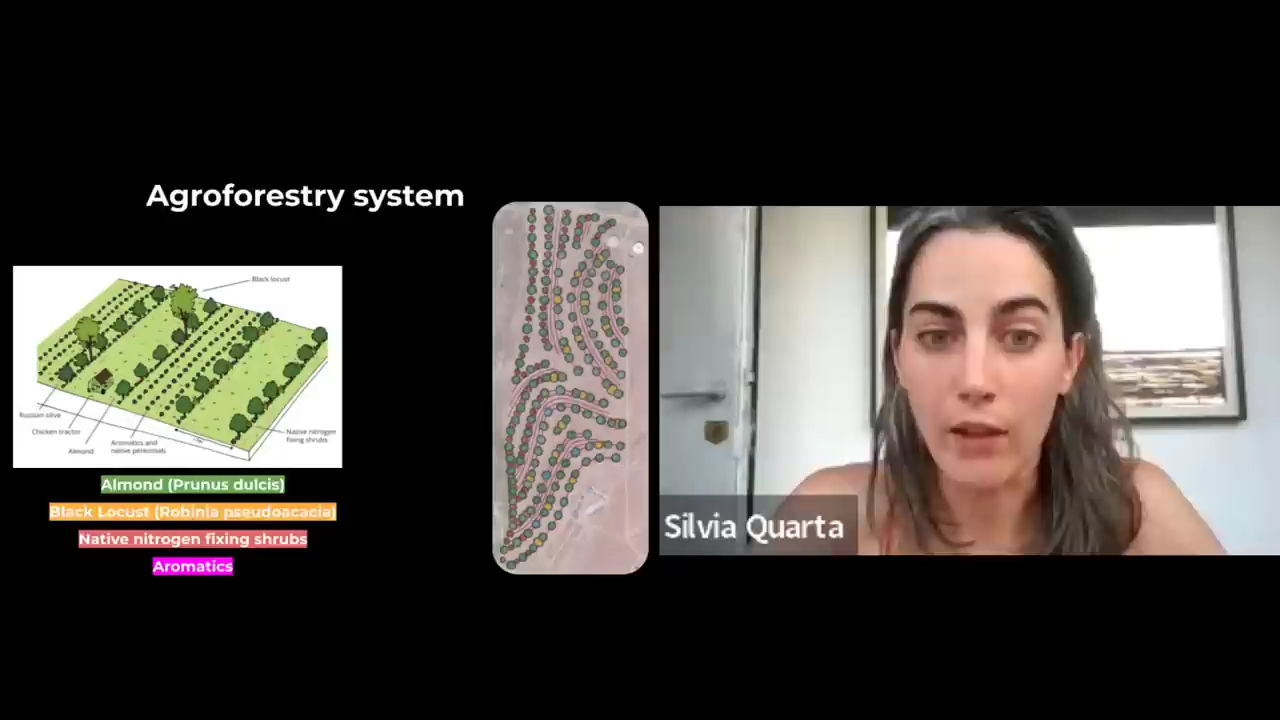 Agroforestry system
Black locust
Russian olive
Chicken tractor
Almond
Aromatics and
native perennials
Native nitrogen
fixing shrubs
Almond (Prunus dulcis)
Black Locust (Robinia pseudoacacia)
Native nitrogen fixing shrubs
Aromatics
Silvia Quarta